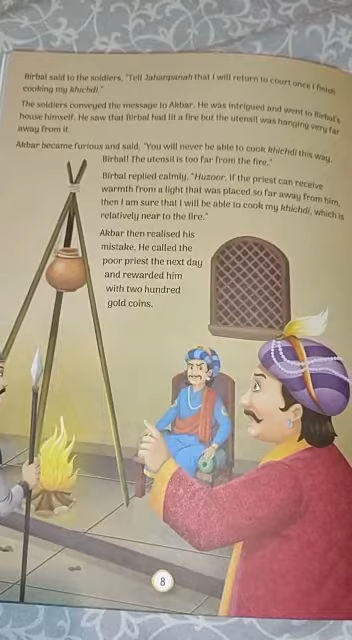 Birbal said to the soldiers, "Tell Jahanpanah that I will return to court once I finish
cooking my khichdi."
The soldiers conveyed the message to Akbar. He was intrigued and went to Birbal's
house himself. He saw that Birbal had lit a fire but the utensil was hanging very far
away from it.
Akbar became furious and said, "You will never be able to cook khichdi this way,
Birbal! The utensil is too far from the fire."
Birbal replied calmly, "Huzoor, if the priest can receive
warmth from a light that was placed so far away from him,
then I am sure that I will be able to cook my khichdi, which is
relatively near to the fire."
Akbar then realised his
mistake. He called the
poor priest the next day
and rewarded him
with two hundred
gold coins.
8